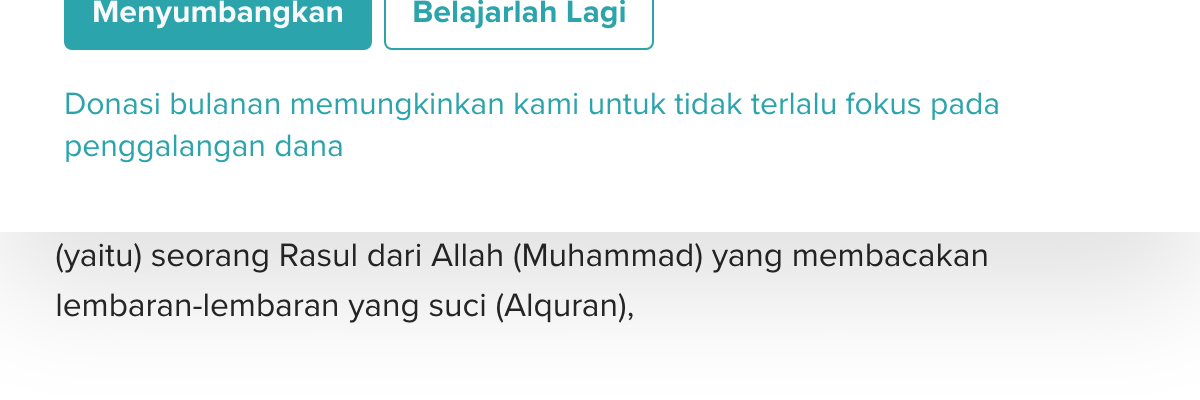 Menyumbangkan Belajarlah Lagi
Donasi bulanan memungkinkan kami untuk tidak terlalu fokus pada
penggalangan dana
(yaitu) seorang Rasul dari Allah (Muhammad) yang membacakan
lembaran-lembaran yang suci (Alquran),